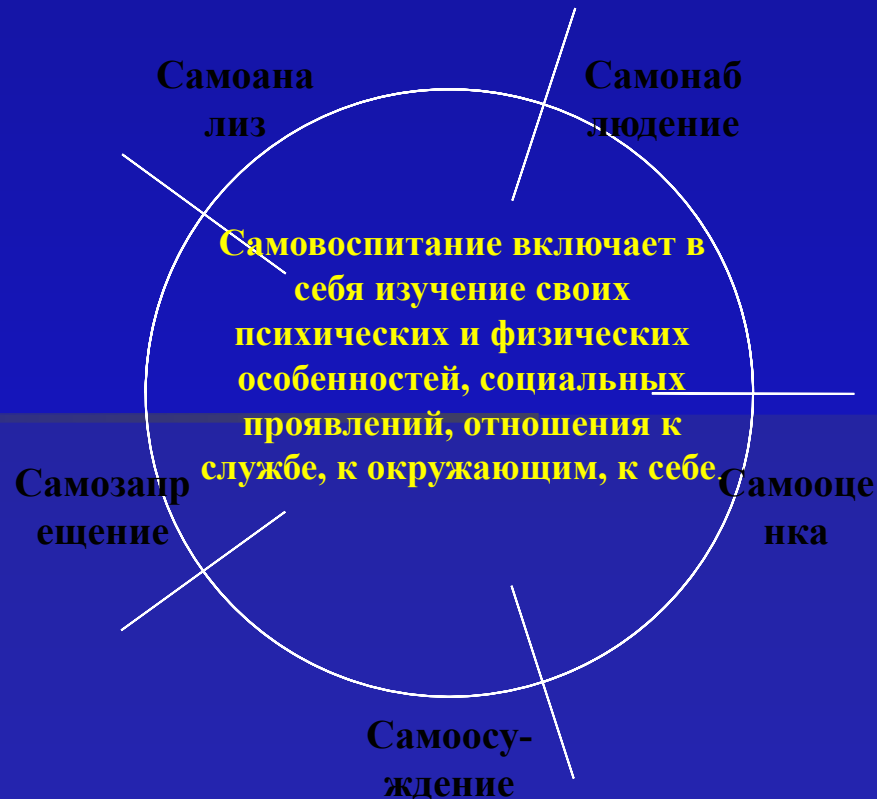 Самоана
лиз
Самонаб
людение
Самовоспитание включает в
себя изучение своих
психических и физических
особенностей, социальных
проявлений, отношения к
службе, к окружающим, к себе.
Самозапр
ещение
Самооце
нка
Самоосу-
ждение